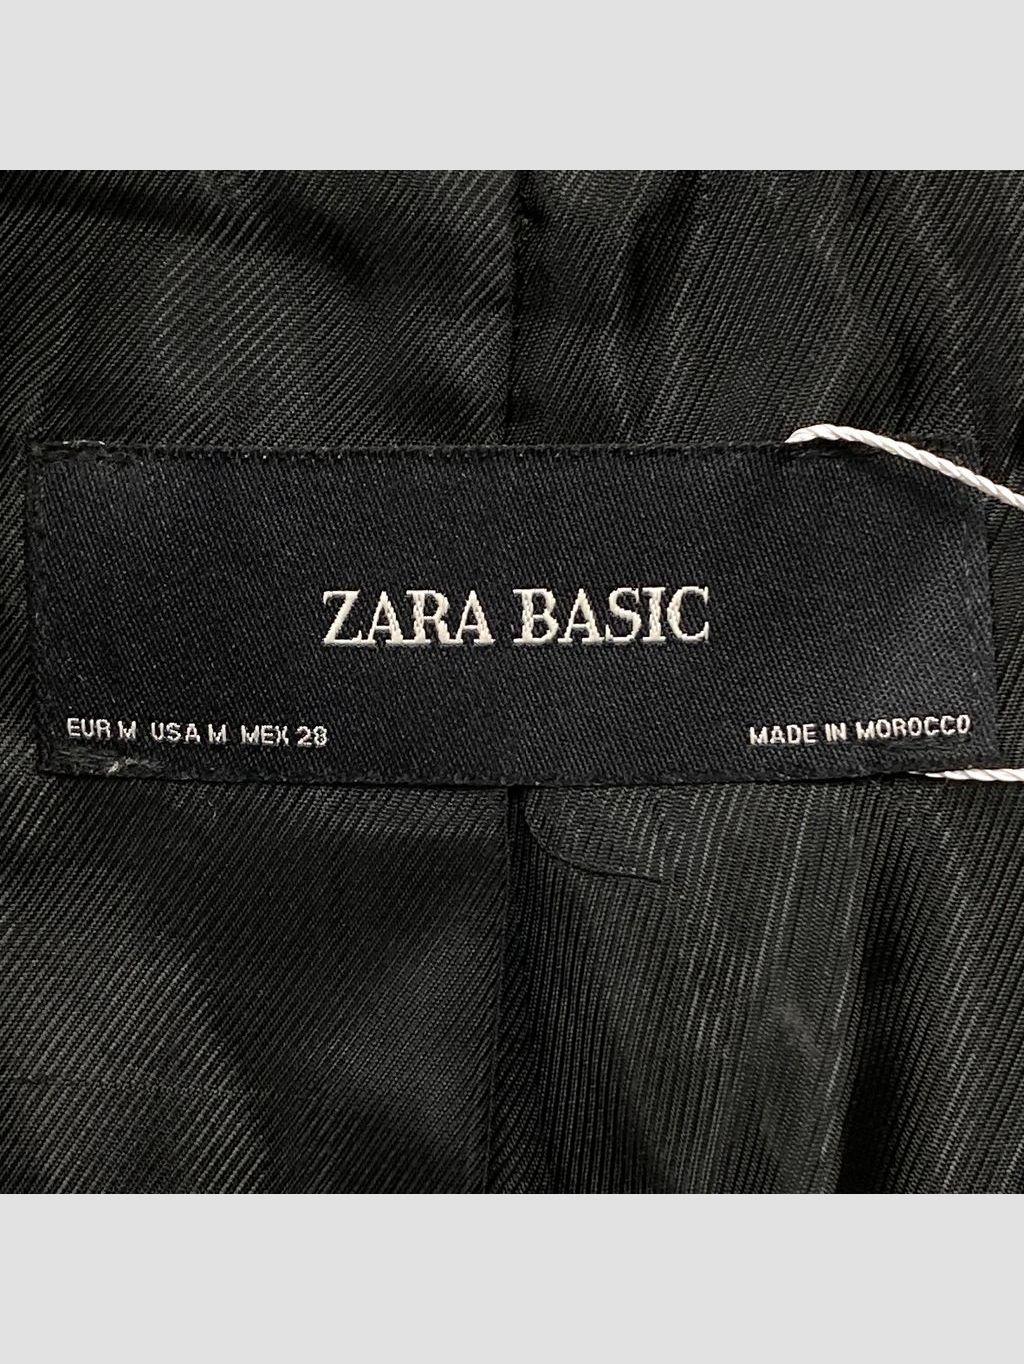 ZARA BASIC
EUR M USA M MEX 28
MADE IN MOROCCO